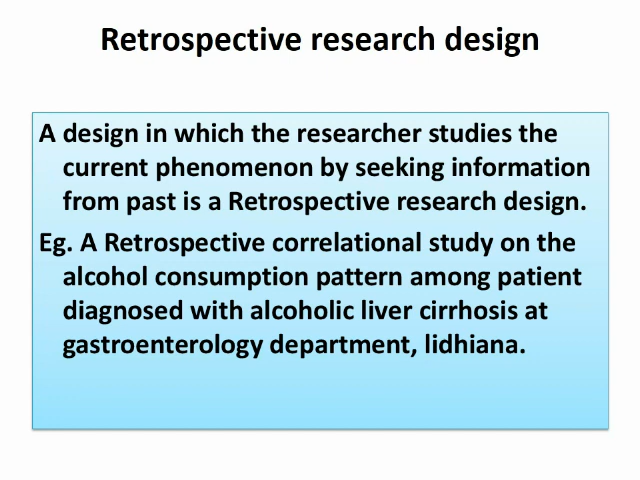 Retrospective research design
A design in which the researcher studies the
current phenomenon by seeking information
from past is a Retrospective research design.
Eg. A Retrospective correlational study on the
alcohol consumption pattern among patient
diagnosed with alcoholic liver cirrhosis at
gastroenterology department, lidhiana.